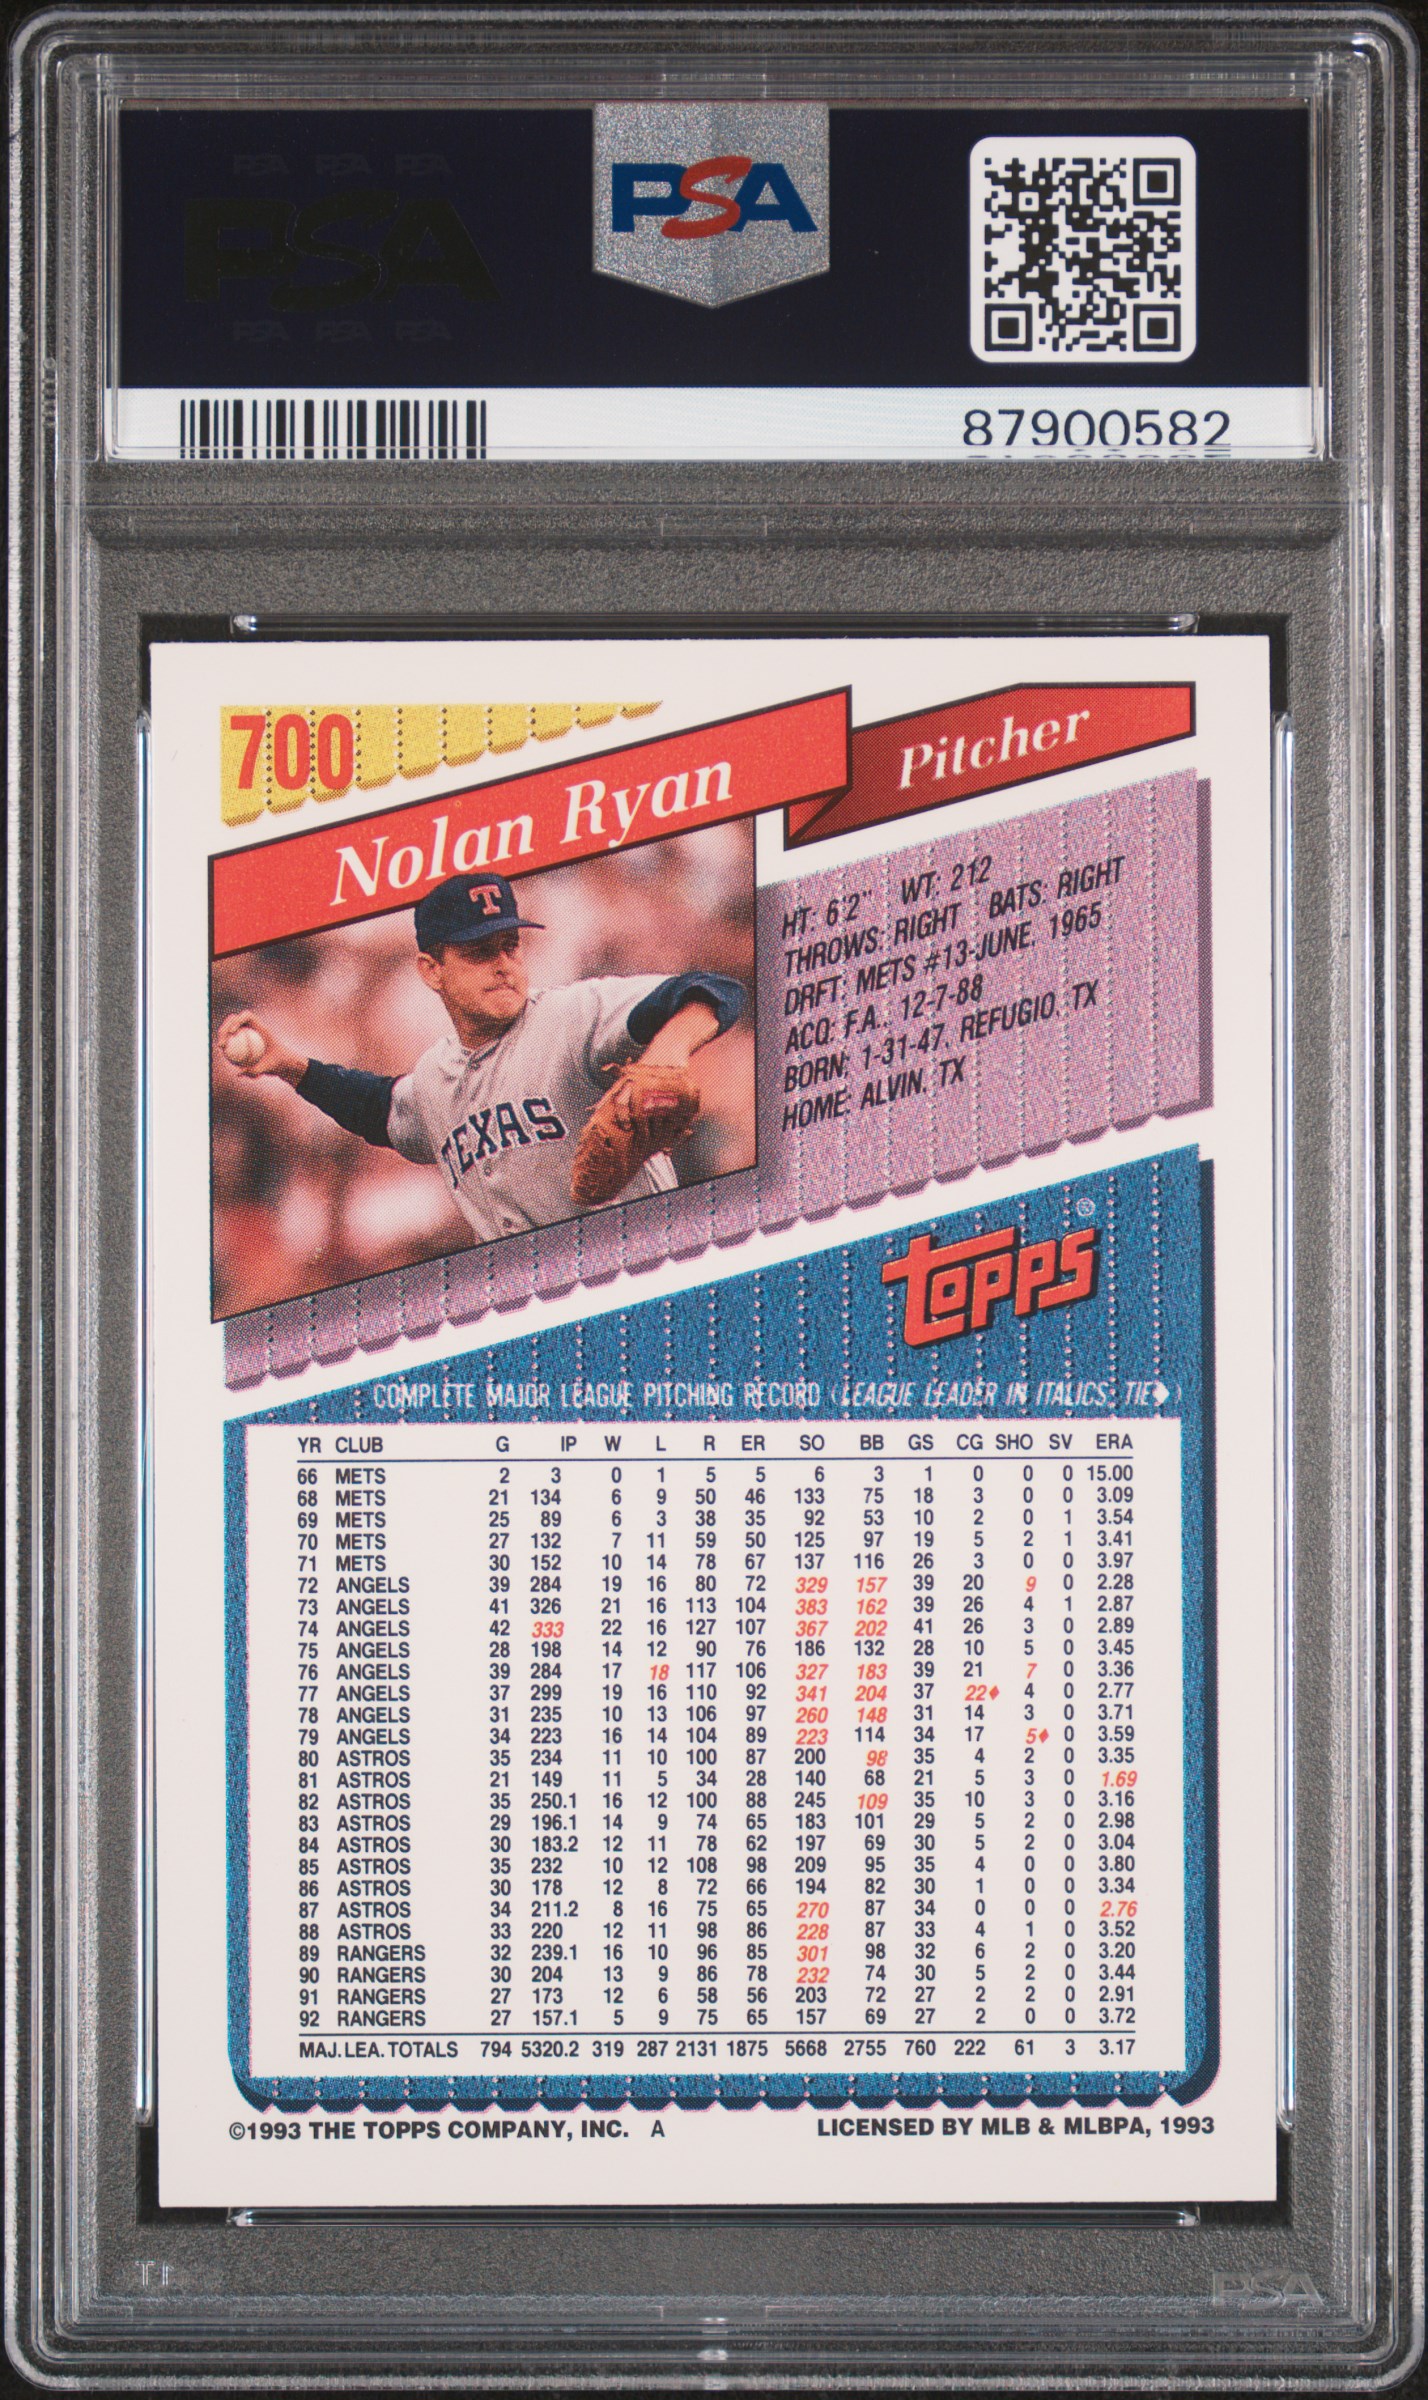 PSA PSA PSA
PSA
PSA PSA PSA
PSA
87900582
700
Nolan Ryan
Pitcher
T
TEXAS
HT: 6'2" WT: 212
THROWS: RIGHT BATS: RIGHT
DRFT: METS #13-JUNE, 1965
ACQ: F.A., 12-7-88
BORN: 1-31-47, REFUGIO, TX
HOME: ALVIN, TX
TOPPS ®
COMPLETE MAJOR LEAGUE PITCHING RECORD (LEAGUE LEADER IN ITALICS, TIE♦)
YR CLUB G IP W L R ER SO BB GS CG SHO SV ERA
66 METS 2 3 0 1 5 5 6 3 1 0 0 0 15.00
68 METS 21 134 6 9 50 46 133 75 18 3 0 0 3.09
69 METS 25 89 6 3 38 35 92 53 10 2 0 1 3.54
70 METS 27 132 7 11 59 50 125 97 19 5 2 1 3.41
71 METS 30 152 10 14 78 67 137 116 26 3 0 0 3.97
72 ANGELS 39 284 19 16 80 72 329 157 39 20 9 0 2.28
73 ANGELS 41 326 21 16 113 104 383 162 39 26 4 1 2.87
74 ANGELS 42 333 22 16 127 107 367 202 41 26 3 0 2.89
75 ANGELS 28 198 14 12 90 76 186 132 28 10 5 0 3.45
76 ANGELS 39 284 17 18 117 106 327 183 39 21 7 0 3.36
77 ANGELS 37 299 19 16 110 92 341 204 37 22♦ 4 0 2.77
78 ANGELS 31 235 10 13 106 97 260 148 31 14 3 0 3.71
79 ANGELS 34 223 16 14 104 89 223 114 34 17 5♦ 0 3.59
80 ASTROS 35 234 11 10 100 87 200 98 35 4 2 0 3.35
81 ASTROS 21 149 11 5 34 28 140 68 21 5 3 0 1.69
82 ASTROS 35 250.1 16 12 100 88 245 109 35 10 3 0 3.16
83 ASTROS 29 196.1 14 9 74 65 183 101 29 5 2 0 2.98
84 ASTROS 30 183.2 12 11 78 62 197 69 30 5 2 0 3.04
85 ASTROS 35 232 10 12 108 98 209 95 35 4 0 0 3.80
86 ASTROS 30 178 12 8 72 66 194 82 30 1 0 0 3.34
87 ASTROS 34 211.2 8 16 75 65 270 87 34 0 0 0 2.76
88 ASTROS 33 220 12 11 98 86 228 87 33 4 1 0 3.52
89 RANGERS 32 239.1 16 10 96 85 301 98 32 6 2 0 3.20
90 RANGERS 30 204 13 9 86 78 232 74 30 5 2 0 3.44
91 RANGERS 27 173 12 6 58 56 203 72 27 2 2 0 2.91
92 RANGERS 27 157.1 5 9 75 65 157 69 27 2 0 0 3.72
MAJ. LEA. TOTALS 794 5320.2 319 287 2131 1875 5668 2755 760 222 61 3 3.17
©1993 THE TOPPS COMPANY, INC. A
LICENSED BY MLB & MLBPA, 1993
PSA